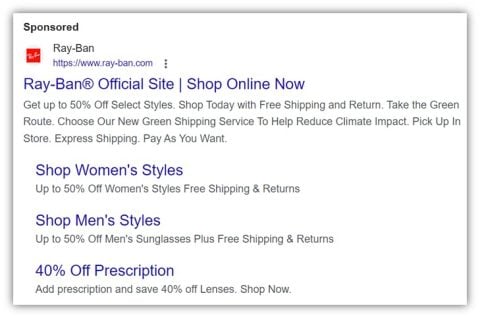 Sponsored
Ray-Ban
Ray-Ban
https://www.ray-ban.com
Ray-Ban® Official Site | Shop Online Now
Get up to 50% Off Select Styles. Shop Today with Free Shipping and Return. Take the Green
Route. Choose Our New Green Shipping Service To Help Reduce Climate Impact. Pick Up In
Store. Express Shipping. Pay As You Want.
Shop Women's Styles
Up to 50% Off Women's Styles Free Shipping & Returns
Shop Men's Styles
Up to 50% Off Men's Sunglasses Plus Free Shipping & Returns
40% Off Prescription
Add prescription and save 40% off Lenses. Shop Now.